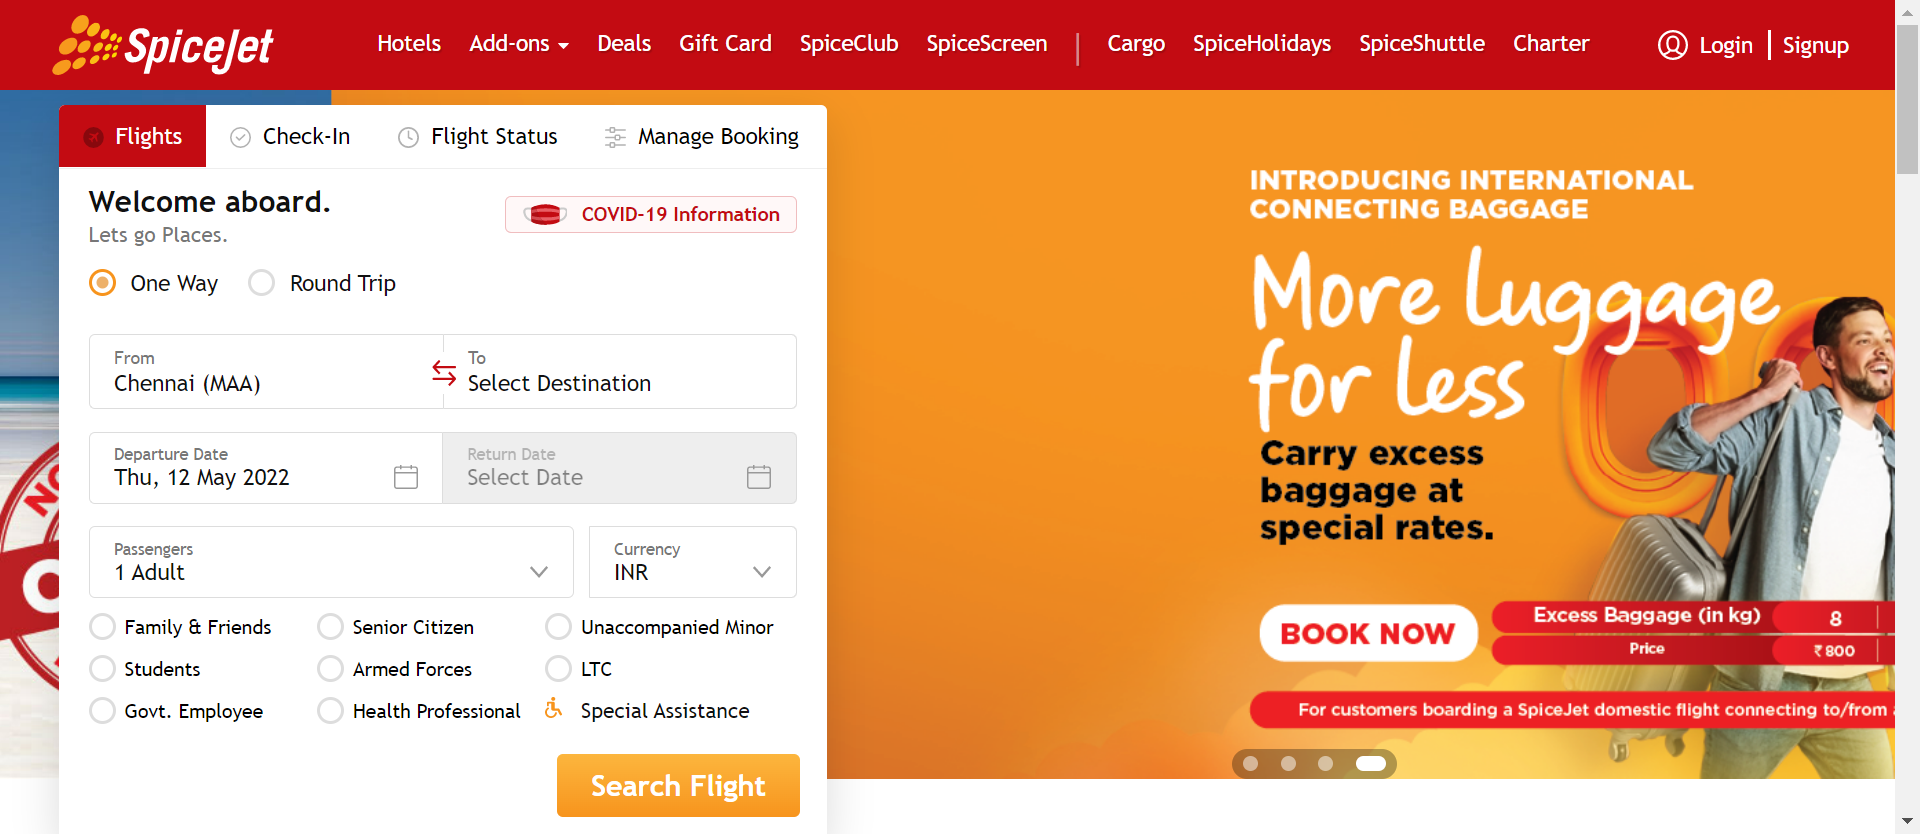 SpiceJet
Hotels Add-ons Deals Gift Card SpiceClub SpiceScreen | Cargo SpiceHolidays SpiceShuttle Charter Login | Signup
Flights Check-In Flight Status Manage Booking
Welcome aboard.
Lets go Places.
COVID-19 Information
One Way Round Trip
From
Chennai (MAA)
To
Select Destination
Departure Date
Thu, 12 May 2022
Return Date
Select Date
Passengers
1 Adult
Currency
INR
Family & Friends Senior Citizen Unaccompanied Minor
Students Armed Forces LTC
Govt. Employee Health Professional Special Assistance
Search Flight
INTRODUCING INTERNATIONAL
CONNECTING BAGGAGE
More luggage
for less
Carry excess
baggage at
special rates.
BOOK NOW
Excess Baggage (in kg) 8
Price ₹800
For customers boarding a SpiceJet domestic flight connecting to/from